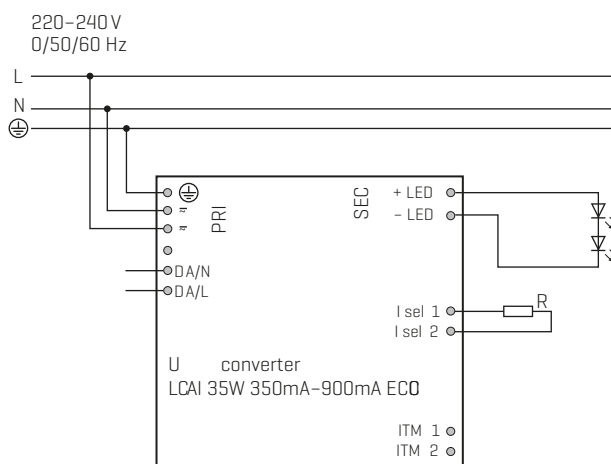 220–240 V
0/50/60 Hz
L
N
PRI
SEC
+ LED
– LED
DA/N
DA/L
I sel 1
I sel 2
R
U converter
LCAI 35W 350mA–900mA ECO
ITM 1
ITM 2